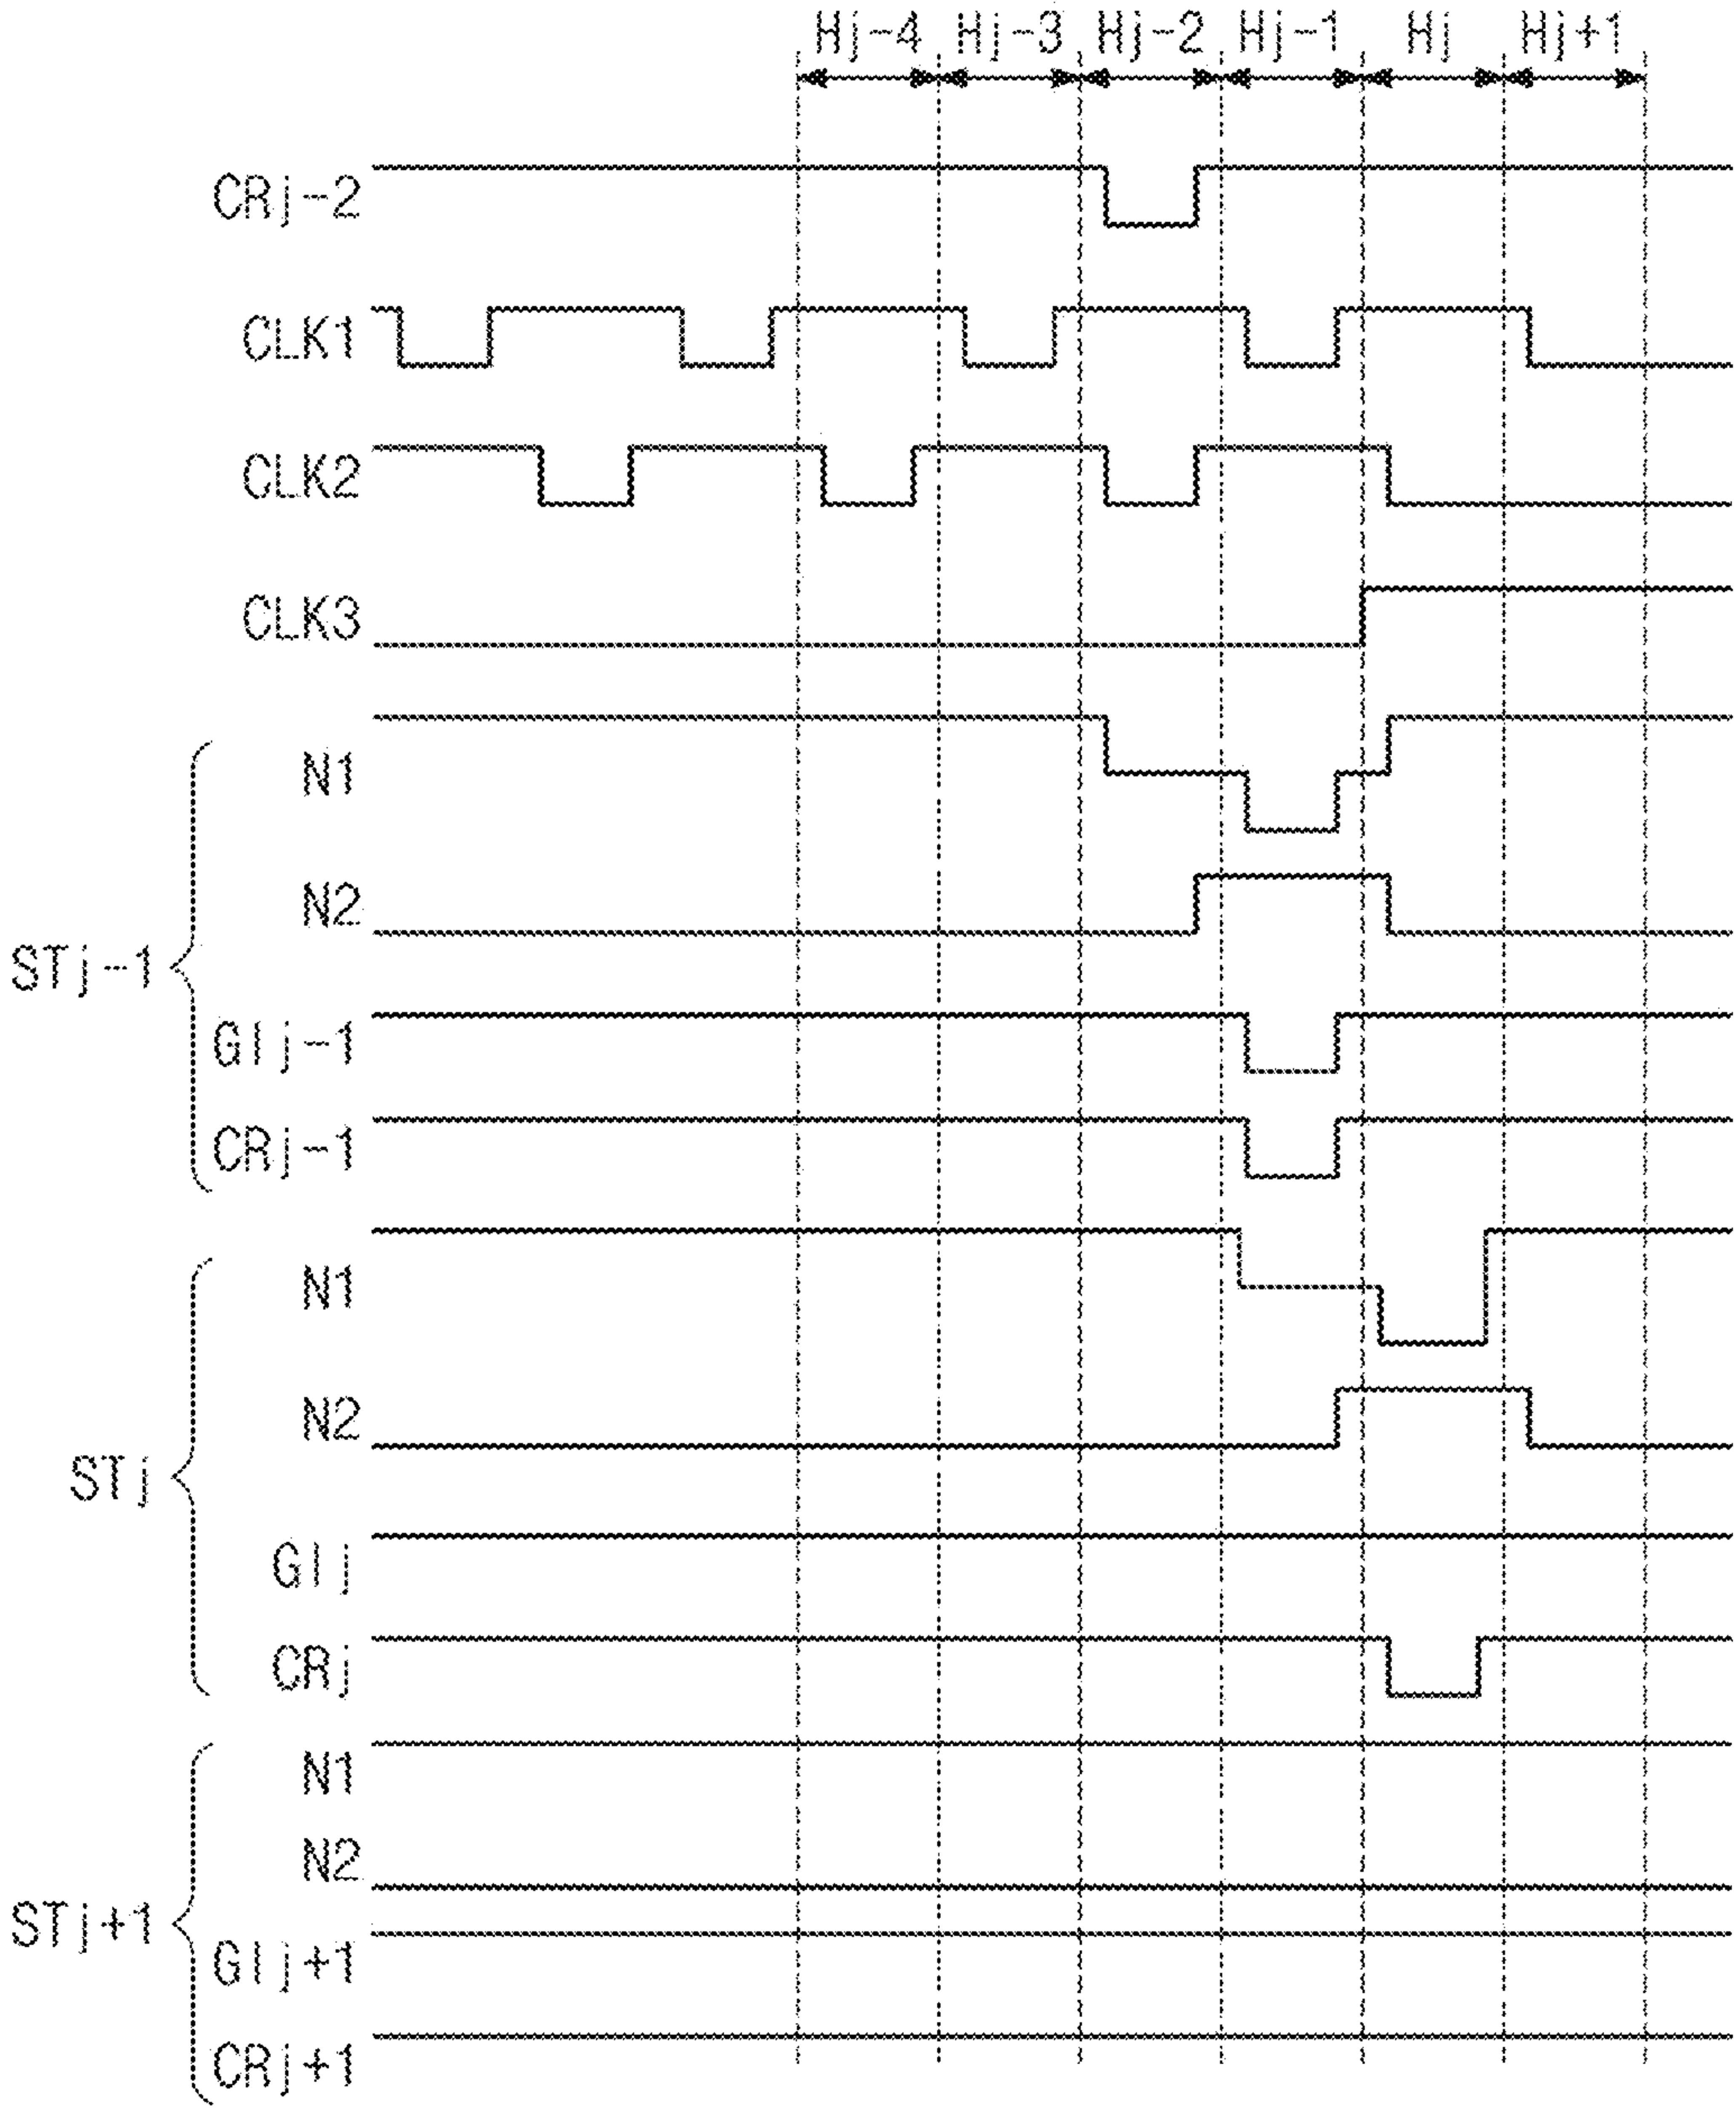 Hj-4 Hj-3 Hj-2 Hj-1 Hj Hj+1
CRj-2
CLK1
CLK2
CLK3
STj-1
N1
N2
GIj-1
CRj-1
STj
N1
N2
GIj
CRj
STj+1
N1
N2
GIj+1
CRj+1